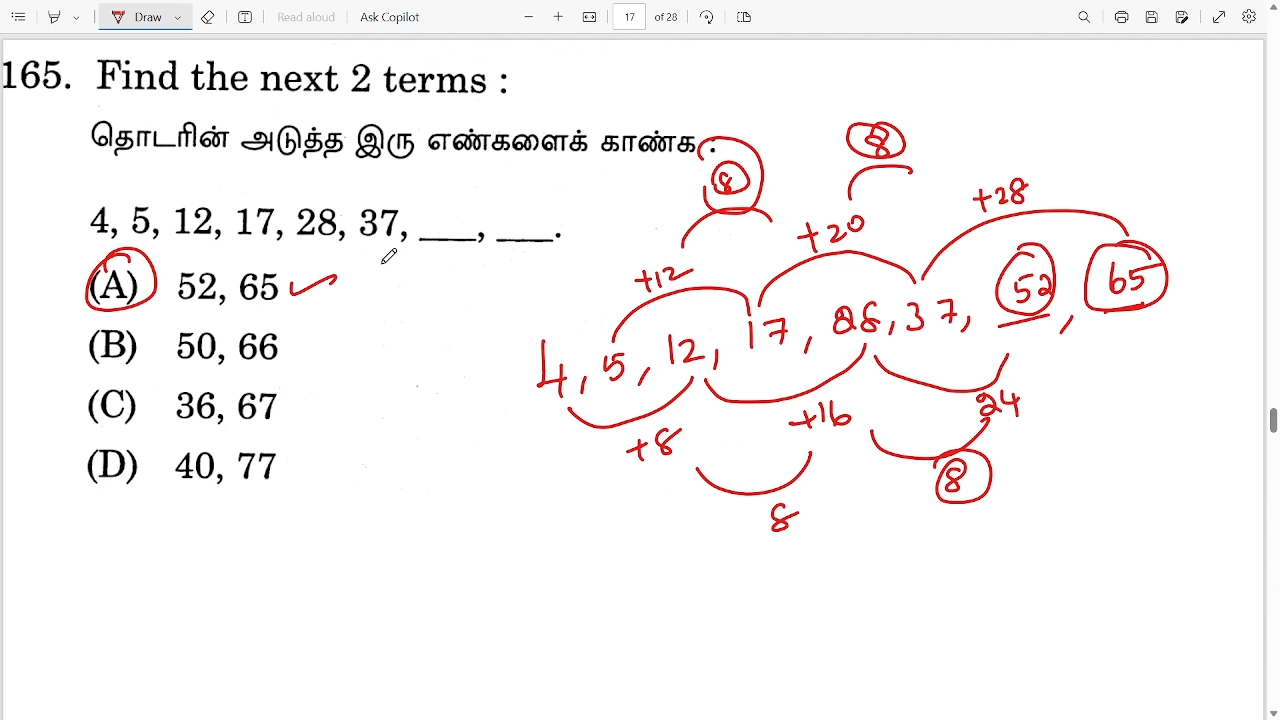 Draw
Read aloud
Ask Copilot
17 of 28
165. Find the next 2 terms :
தொடரின் அடுத்த இரு எண்களைக் காண்க :
4, 5, 12, 17, 28, 37, ___, ___.
(A) 52, 65
(B) 50, 66
(C) 36, 67
(D) 40, 77
8
8
+28
+20
+12
4, 5, 12, 17, 28, 37, 52, 65
24
+16
+8
8
8